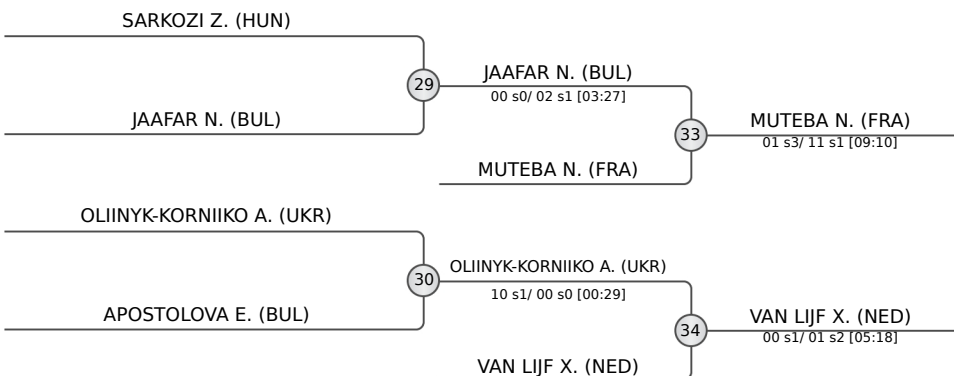 SARKOZI Z. (HUN)
29
JAAFAR N. (BUL)
JAAFAR N. (BUL)
00 s0/ 02 s1 [03:27]
33
MUTEBA N. (FRA)
MUTEBA N. (FRA)
01 s3/ 11 s1 [09:10]
OLIINYK-KORNIIKO A. (UKR)
30
APOSTOLOVA E. (BUL)
OLIINYK-KORNIIKO A. (UKR)
10 s1/ 00 s0 [00:29]
34
VAN LIJF X. (NED)
VAN LIJF X. (NED)
00 s1/ 01 s2 [05:18]